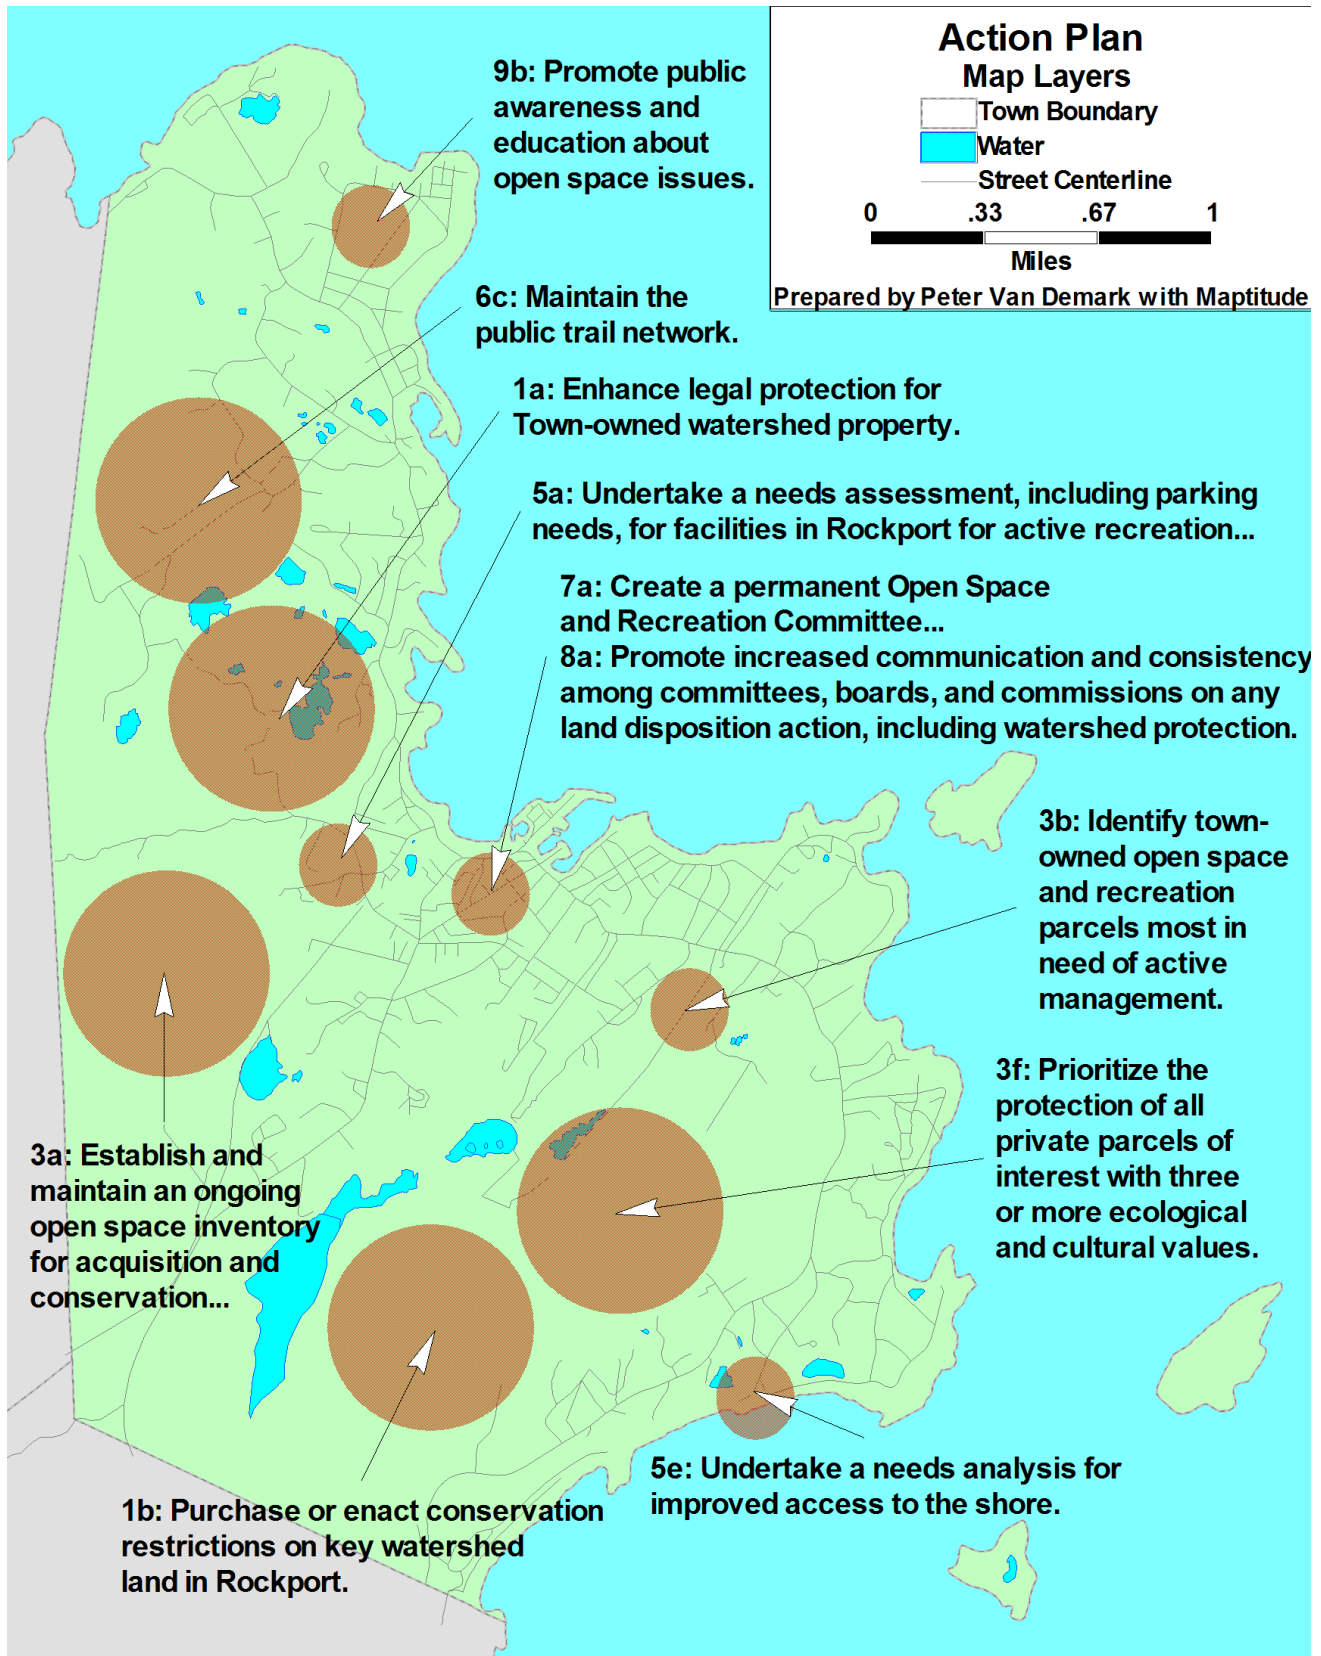 Action Plan
Map Layers
Town Boundary
Water
Street Centerline
0 .33 .67 1
Miles
Prepared by Peter Van Demark with Maptitude
9b: Promote public
awareness and
education about
open space issues.
6c: Maintain the
public trail network.
1a: Enhance legal protection for
Town-owned watershed property.
5a: Undertake a needs assessment, including parking
needs, for facilities in Rockport for active recreation...
7a: Create a permanent Open Space
and Recreation Committee...
8a: Promote increased communication and consistency
among committees, boards, and commissions on any
land disposition action, including watershed protection.
3b: Identify town-
owned open space
and recreation
parcels most in
need of active
management.
3f: Prioritize the
protection of all
private parcels of
interest with three
or more ecological
and cultural values.
3a: Establish and
maintain an ongoing
open space inventory
for acquisition and
conservation...
5e: Undertake a needs analysis for
improved access to the shore.
1b: Purchase or enact conservation
restrictions on key watershed
land in Rockport.